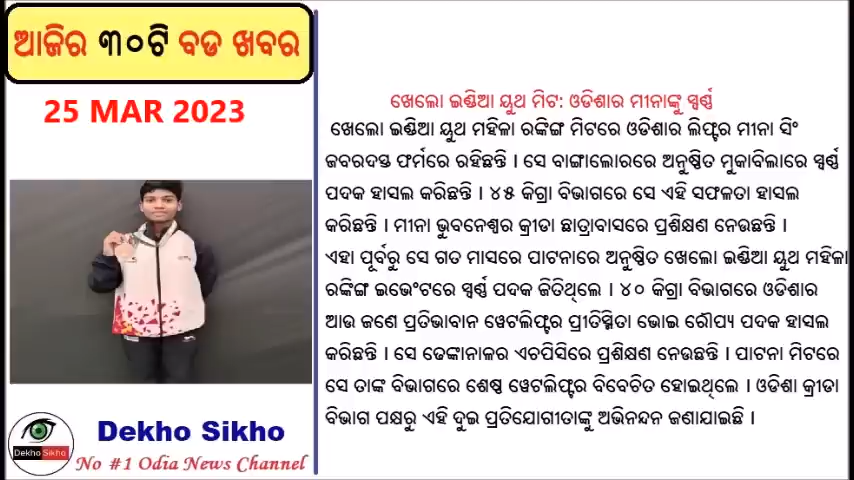 ଆଜିର ୩୦ଟି ବଡ ଖବର
25 MAR 2023
ଖେଲୋ ଇଣ୍ଡିଆ ୟୁଥ ମିଟ: ଓଡିଶାର ମୀନାଙ୍କୁ ସ୍ୱର୍ଣ୍ଣ
ଖେଲୋ ଇଣ୍ଡିଆ ୟୁଥ ମହିଳା ରଙ୍କିଙ୍ଗ ମିଟରେ ଓଡିଶାର ଲିଫ୍ଟର ମୀନା ସିଂ
ଜବରଦସ୍ତ ଫର୍ମରେ ରହିଛନ୍ତି । ସେ ବାଙ୍ଗାଲୋରରେ ଅନୁଷ୍ଠିତ ମୁକାବିଲାରେ ସ୍ୱର୍ଣ୍ଣ
ପଦକ ହାସଲ କରିଛନ୍ତି । ୪୫ କିଗ୍ରା ବିଭାଗରେ ସେ ଏହି ସଫଳତା ହାସଲ
କରିଛନ୍ତି । ମୀନା ଭୁବନେଶ୍ୱର କ୍ରୀଡା ଛାତ୍ରାବାସରେ ପ୍ରଶିକ୍ଷଣ ନେଉଛନ୍ତି ।
ଏହା ପୂର୍ବରୁ ସେ ଗତ ମାସରେ ପାଟନାରେ ଅନୁଷ୍ଠିତ ଖେଲୋ ଇଣ୍ଡିଆ ୟୁଥ ମହିଳା
ରଙ୍କିଙ୍ଗ ଇଭେଂଟରେ ସ୍ୱର୍ଣ୍ଣ ପଦକ ଜିତିଥିଲେ । ୪୦ କିଗ୍ରା ବିଭାଗରେ ଓଡିଶାର
ଆଉ ଜଣେ ପ୍ରତିଭାବାନ ୱେଟଲିଫ୍ଟର ପ୍ରୀତିସ୍ମିତା ଭୋଇ ରୌପ୍ୟ ପଦକ ହାସଲ
କରିଛନ୍ତି । ସେ ଢେଙ୍କାନାଳର ଏଚପିସିରେ ପ୍ରଶିକ୍ଷଣ ନେଉଛନ୍ତି । ପାଟନା ମିଟରେ
ସେ ତାଙ୍କ ବିଭାଗରେ ଶେଷ୍ଠ ୱେଟଲିଫ୍ଟର ବିବେଚିତ ହୋଇଥିଲେ । ଓଡିଶା କ୍ରୀଡା
ବିଭାଗ ପକ୍ଷରୁ ଏହି ଦୁଇ ପ୍ରତିଯୋଗୀତାଙ୍କୁ ଅଭିନନ୍ଦନ ଜଣାଯାଇଛି ।
Dekho Sikho
Dekho Sikho
No #1 Odia News Channel